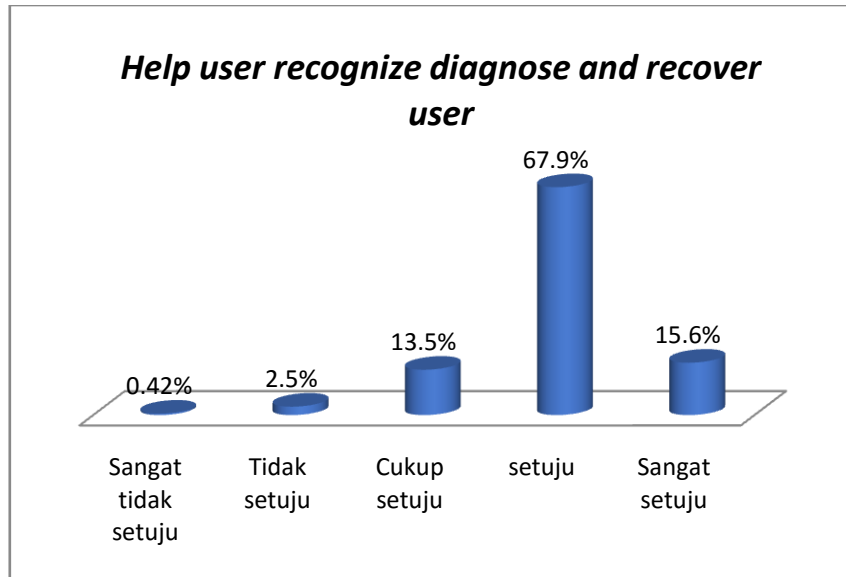 Help user recognize diagnose and recover
user
67.9%
15.6%
13.5%
2.5%
0.42%
Sangat
tidak
setuju
Tidak
setuju
Cukup
setuju
setuju
Sangat
setuju